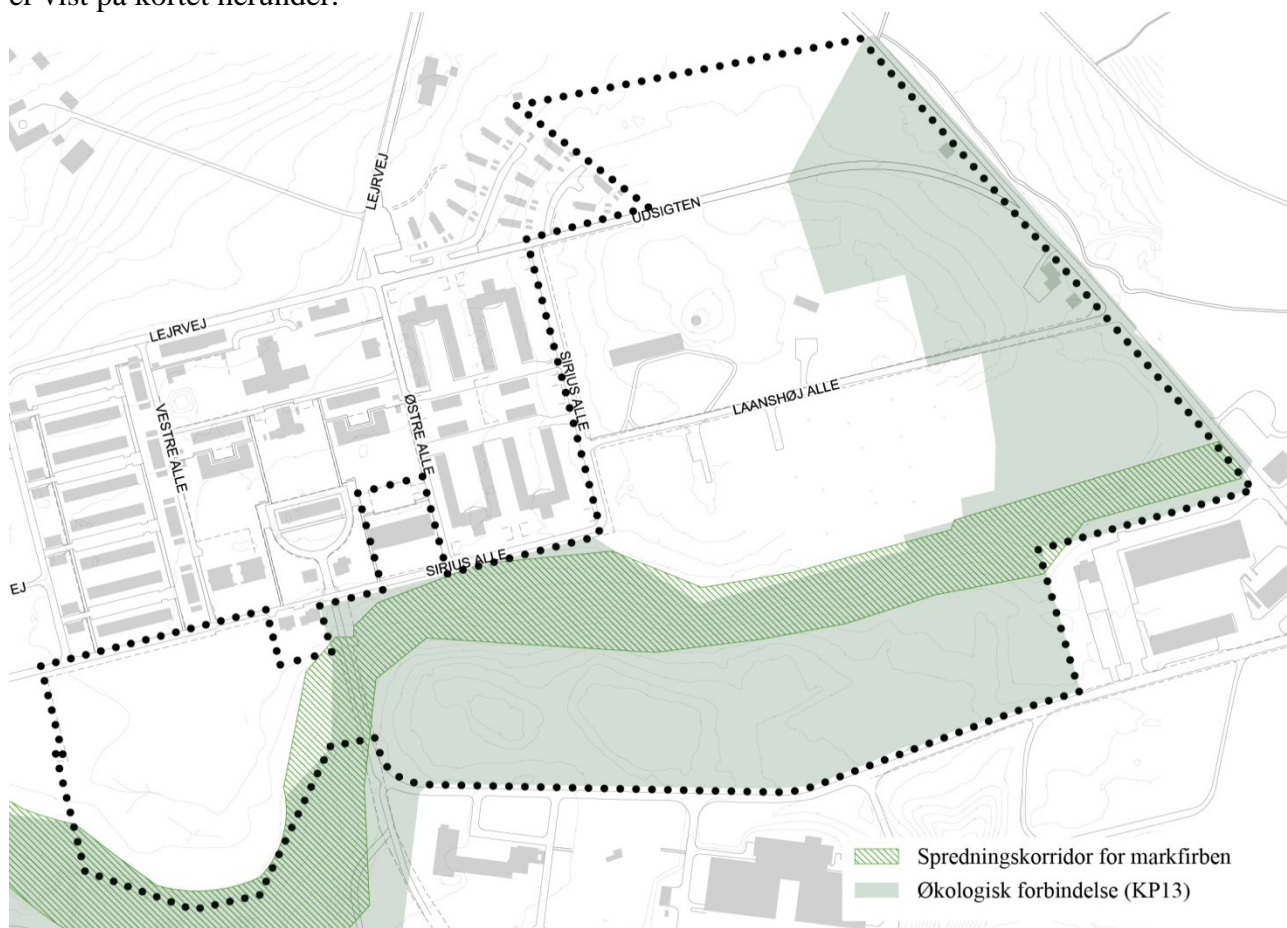 er vist på kortet herunder.
LEJRVEJ
UDSIGTEN
LEJRVEJ
SIRIUS ALLE
LAANSHØJ ALLE
VESTRE ALLE
ØSTRE ALLE
SIRIUS ALLE
EJ
Spredningskorridor for markfirben
Økologisk forbindelse (KP13)